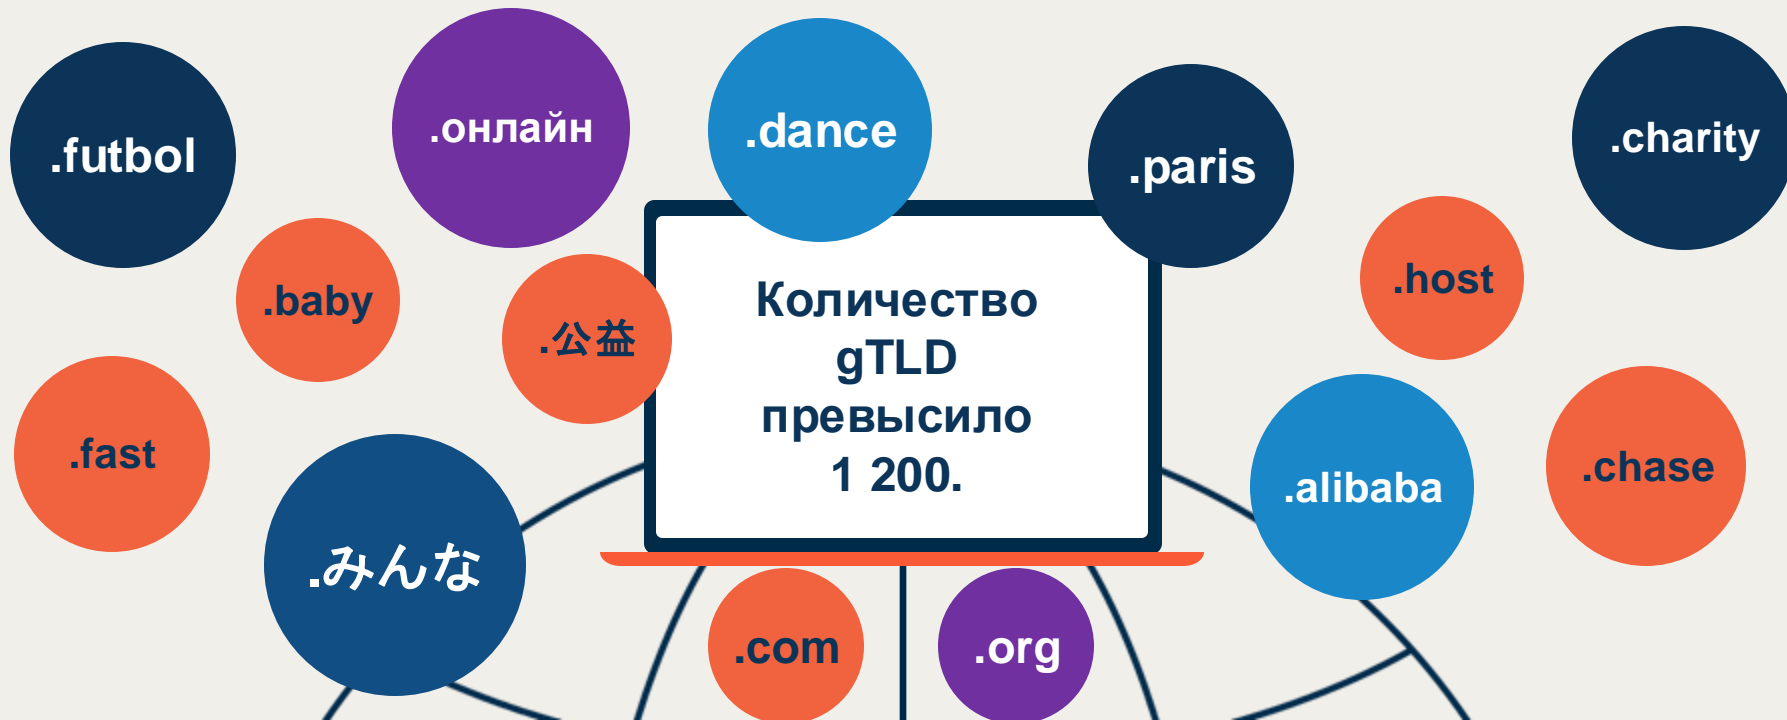 .futbol
.онлайн
.dance
.paris
.charity
.baby
.公益
.host
Количество
gTLD
превысило
1 200.
.fast
.みんな
.alibaba
.chase
.com
.org